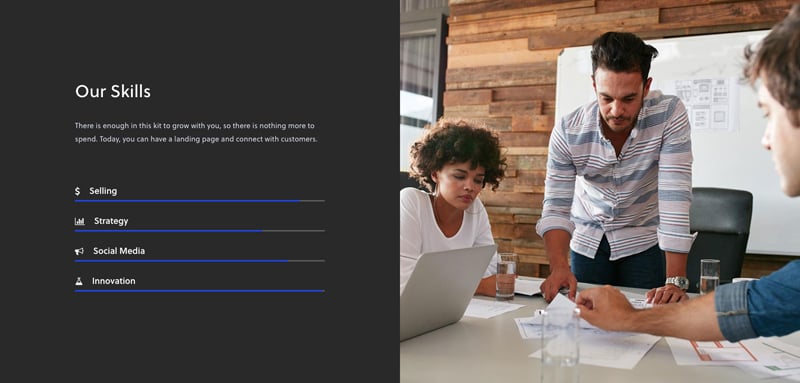 Our Skills
There is enough in this kit to grow with you, so there is nothing more to
spend. Today, you can have a landing page and connect with customers.
Selling
Strategy
Social Media
Innovation